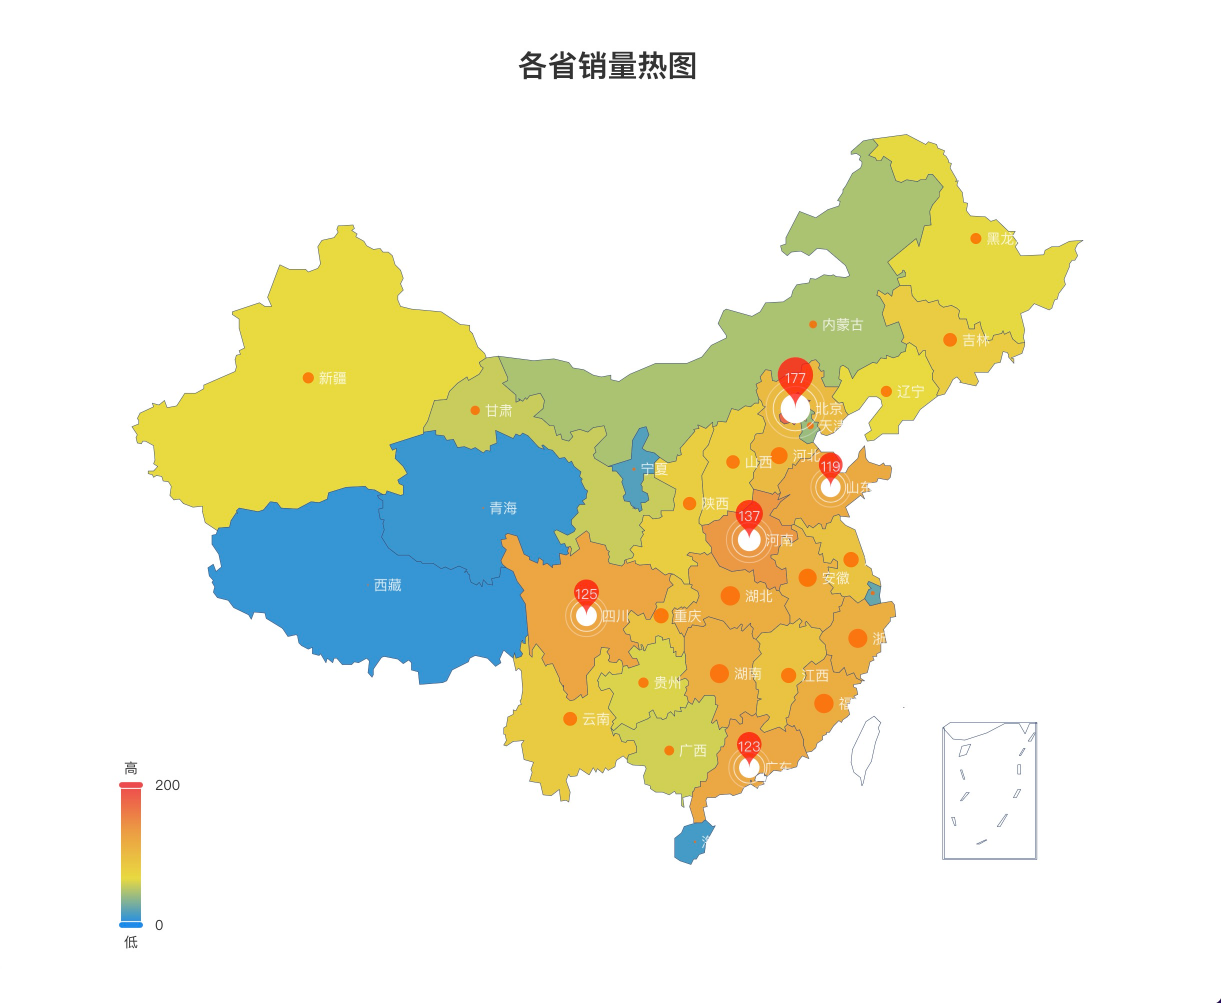 各省销量热图
黑龙
内蒙古
吉林
新疆
177
辽宁
甘肃
北京
天津
河北
山西
119
宁夏
山东
陕西
青海
137
河南
安徽
西藏
125
湖北
四川
重庆
浙
湖南
江西
贵州
福
云南
123
广西
广东
高
200
海
0
低